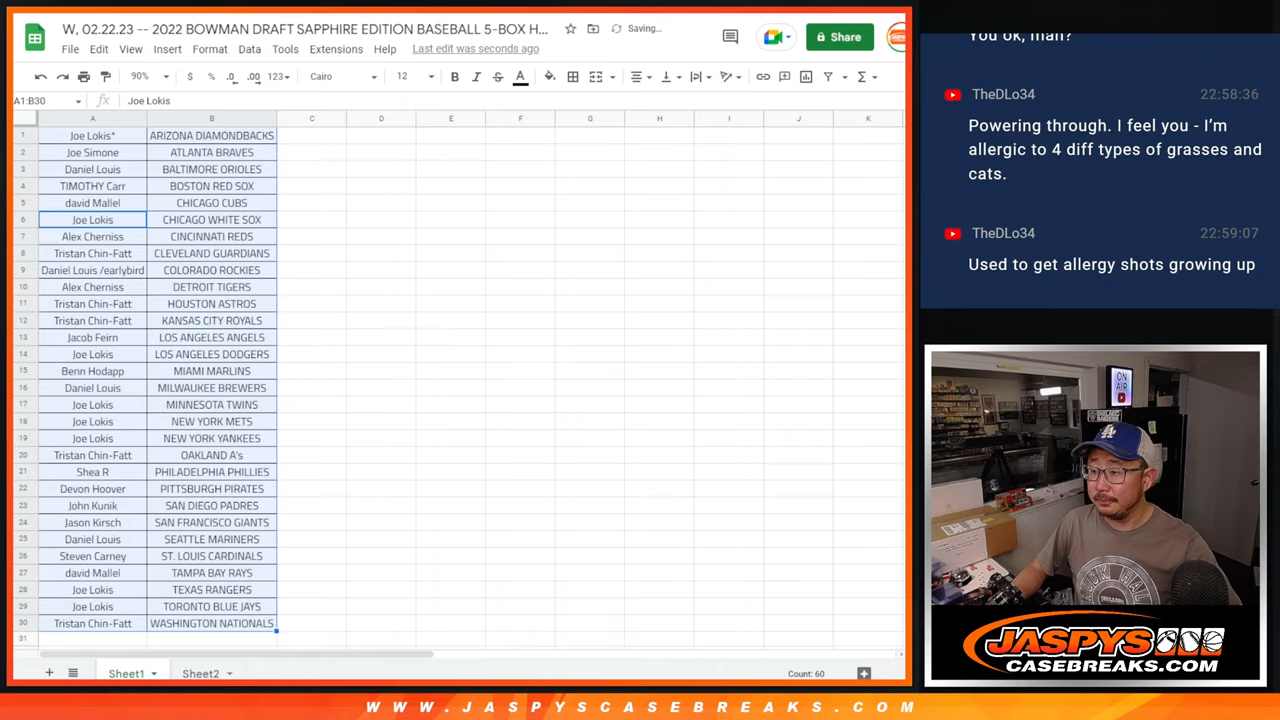 W, 02.22.23 -- 2022 BOWMAN DRAFT SAPPHIRE EDITION BASEBALL 5-BOX H...
Saving...
Share
File Edit View Insert Format Data Tools Extensions Help Last edit was seconds ago
90% $ % .0 .00 123 Cairo 12 B I S A
A1:B30 fx Joe Lokis
A B C D E F G H I J K
1 Joe Lokis* ARIZONA DIAMONDBACKS
2 Joe Simone ATLANTA BRAVES
3 Daniel Louis BALTIMORE ORIOLES
4 TIMOTHY Carr BOSTON RED SOX
5 david Mallel CHICAGO CUBS
6 Joe Lokis CHICAGO WHITE SOX
7 Alex Cherniss CINCINNATI REDS
8 Tristan Chin-Fatt CLEVELAND GUARDIANS
9 Daniel Louis /earlybird COLORADO ROCKIES
10 Alex Cherniss DETROIT TIGERS
11 Tristan Chin-Fatt HOUSTON ASTROS
12 Tristan Chin-Fatt KANSAS CITY ROYALS
13 Jacob Feirn LOS ANGELES ANGELS
14 Joe Lokis LOS ANGELES DODGERS
15 Benn Hodapp MIAMI MARLINS
16 Daniel Louis MILWAUKEE BREWERS
17 Joe Lokis MINNESOTA TWINS
18 Joe Lokis NEW YORK METS
19 Joe Lokis NEW YORK YANKEES
20 Tristan Chin-Fatt OAKLAND A's
21 Shea R PHILADELPHIA PHILLIES
22 Devon Hoover PITTSBURGH PIRATES
23 John Kunik SAN DIEGO PADRES
24 Jason Kirsch SAN FRANCISCO GIANTS
25 Daniel Louis SEATTLE MARINERS
26 Steven Carney ST. LOUIS CARDINALS
27 david Mallel TAMPA BAY RAYS
28 Joe Lokis TEXAS RANGERS
29 Joe Lokis TORONTO BLUE JAYS
30 Tristan Chin-Fatt WASHINGTON NATIONALS
31
Sheet1 Sheet2 Count: 60
You ok, man?
TheDLo34 22:58:36
Powering through. I feel you - I'm
allergic to 4 diff types of grasses and
cats.
TheDLo34 22:59:07
Used to get allergy shots growing up
ON
AIR
LA
JASPYS
CASEBREAKS.COM
WWW.JASPYSCASEBREAKS.COM